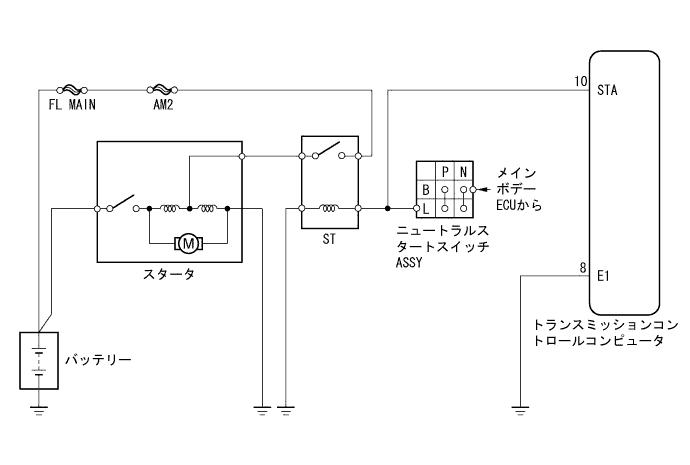 FL MAIN
AM2
10
STA
P N
B
L
メイン
ボデー
ECUから
ST
ニュートラルス
タートスイッチ
ASSY
M
スタータ
8
E1
トランスミッションコン
トロールコンピュータ
バッテリー